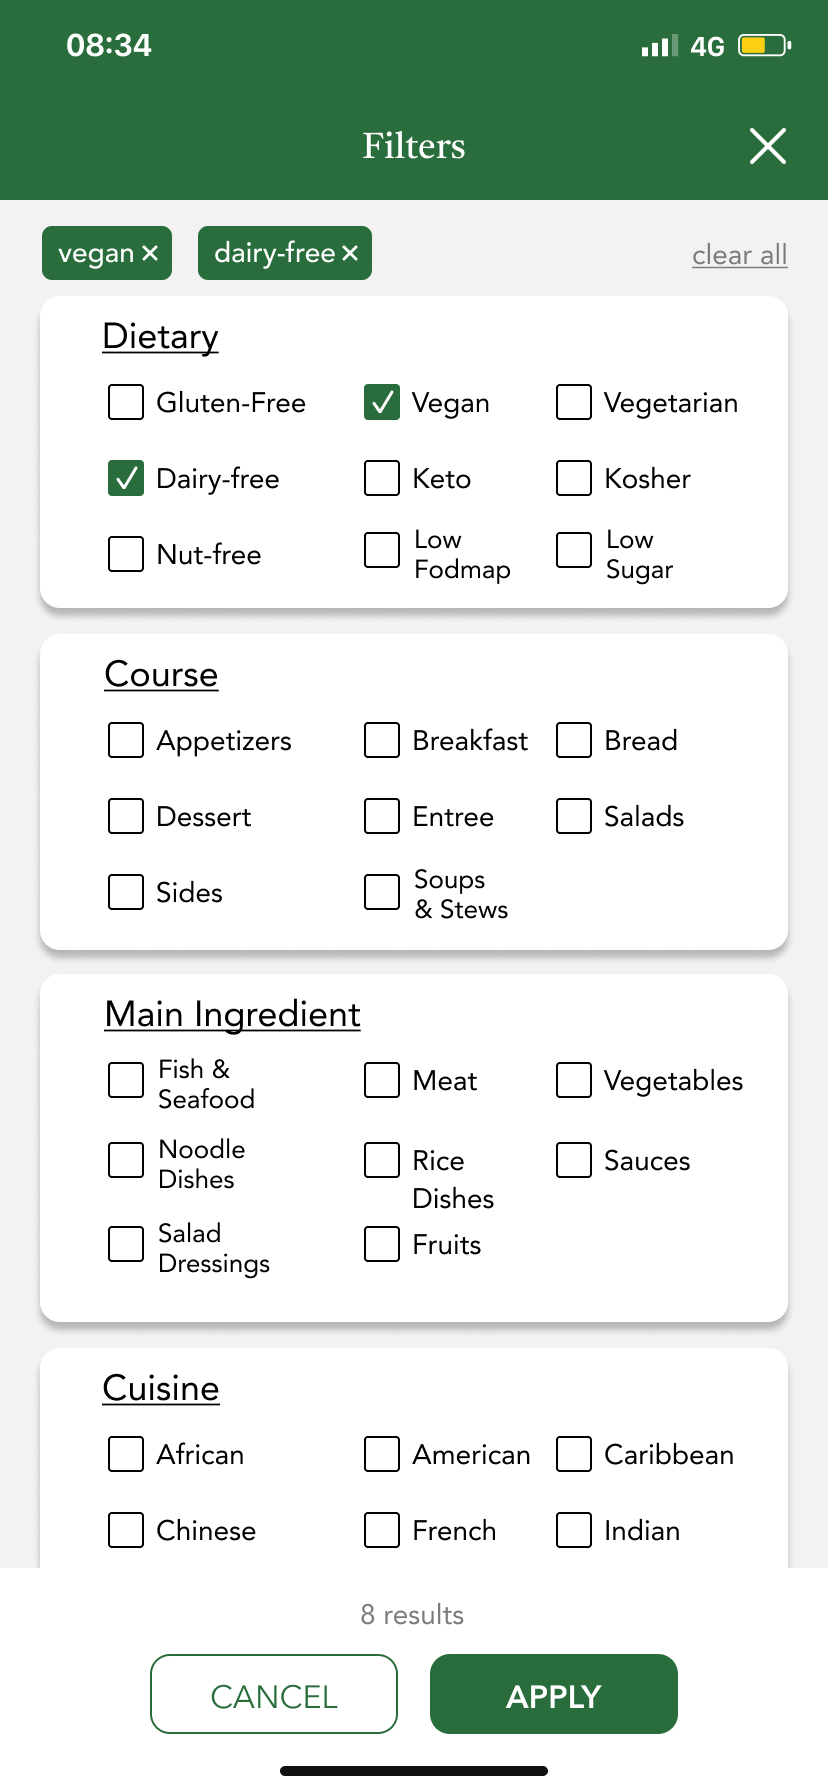 08:34 4G
Filters
vegan × dairy-free × clear all
Dietary
Gluten-Free Vegan Vegetarian
Dairy-free Keto Kosher
Nut-free Low Fodmap Low Sugar
Course
Appetizers Breakfast Bread
Dessert Entree Salads
Sides Soups & Stews
Main Ingredient
Fish & Seafood Meat Vegetables
Noodle Dishes Rice Dishes Sauces
Salad Dressings Fruits
Cuisine
African American Caribbean
Chinese French Indian
8 results
CANCEL APPLY